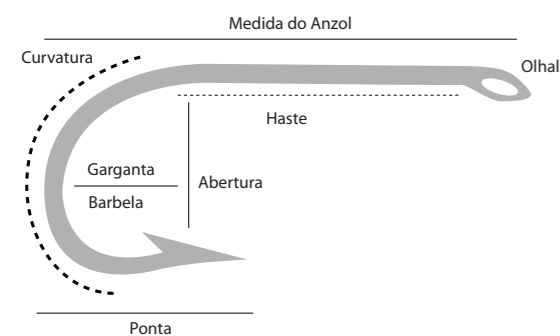 Medida do Anzol
Curvatura
Olhal
Haste
Garganta
Abertura
Barbela
Ponta